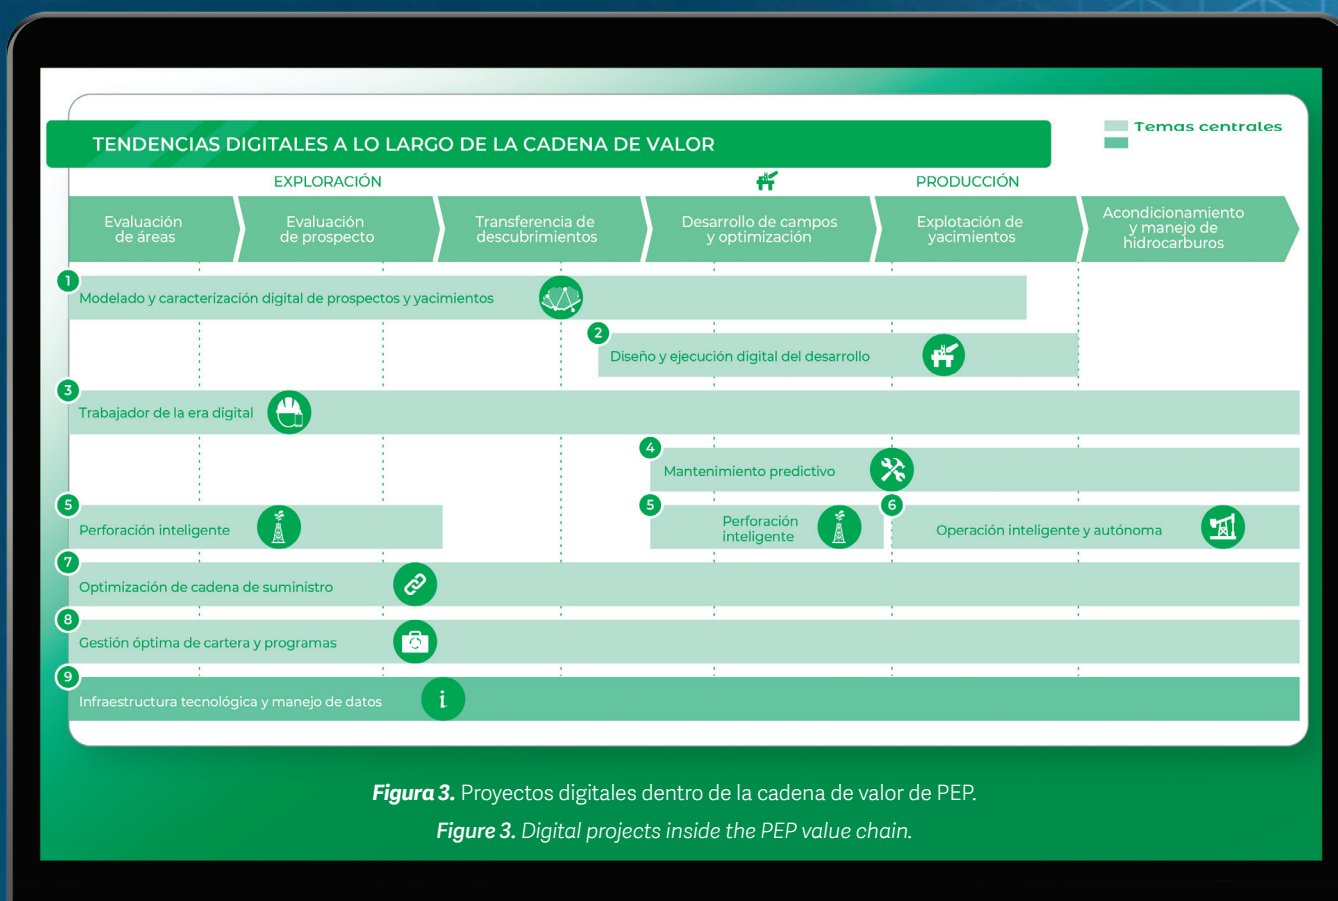 TENDENCIAS DIGITALES A LO LARGO DE LA CADENA DE VALOR
Temas centrales
EXPLORACIÓN
PRODUCCIÓN
Evaluación
de áreas
Evaluación
de prospecto
Transferencia de
descubrimientos
Desarrollo de campos
y optimización
Explotación de
yacimientos
Acondicionamiento
y manejo de
hidrocarburos
1
Modelado y caracterización digital de prospectos y yacimientos
2
Diseño y ejecución digital del desarrollo
3
Trabajador de la era digital
4
Mantenimiento predictivo
5
Perforación inteligente
5
Perforación
inteligente
6
Operación inteligente y autónoma
7
Optimización de cadena de suministro
8
Gestión óptima de cartera y programas
9
Infraestructura tecnológica y manejo de datos
i
Figura 3. Proyectos digitales dentro de la cadena de valor de PEP.
Figure 3. Digital projects inside the PEP value chain.